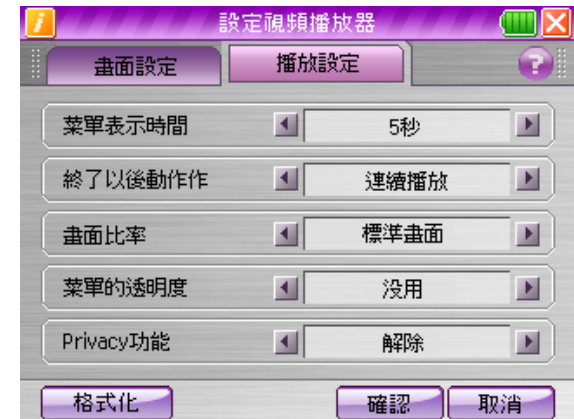 設定視頻播放器
畫面設定 播放設定 ?
菜單表示時間 5秒
終了以後動作作 連續播放
畫面比率 標準畫面
菜單的透明度 没用
Privacy功能 解除
格式化 確認 取消